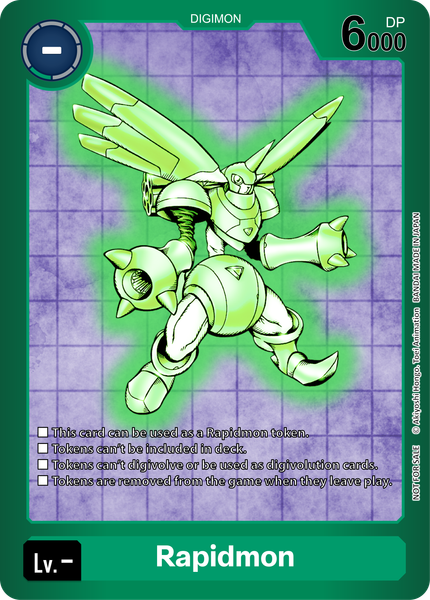 DIGIMON
-
6000
DP
■ This card can be used as a Rapidmon token.
■ Tokens can't be included in deck.
■ Tokens can't digivolve or be used as digivolution cards.
■ Tokens are removed from the game when they leave play.
NOT FOR SALE © Akiyoshi Hongo, Toei Animation BANDAI MADE IN JAPAN
Lv.-
Rapidmon